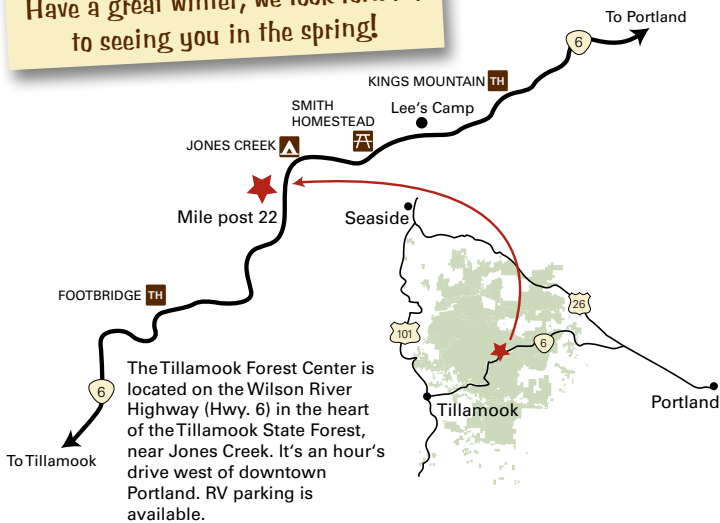 Have a great winter, we look
to seeing you in the spring!
To Portland
6
KINGS MOUNTAIN TH
Lee's Camp
SMITH
HOMESTEAD
JONES CREEK
Mile post 22
Seaside
FOOTBRIDGE TH
26
101
6
6
Tillamook
Portland
To Tillamook
The Tillamook Forest Center is
located on the Wilson River
Highway (Hwy. 6) in the heart
of the Tillamook State Forest,
near Jones Creek. It's an hour's
drive west of downtown
Portland. RV parking is
available.